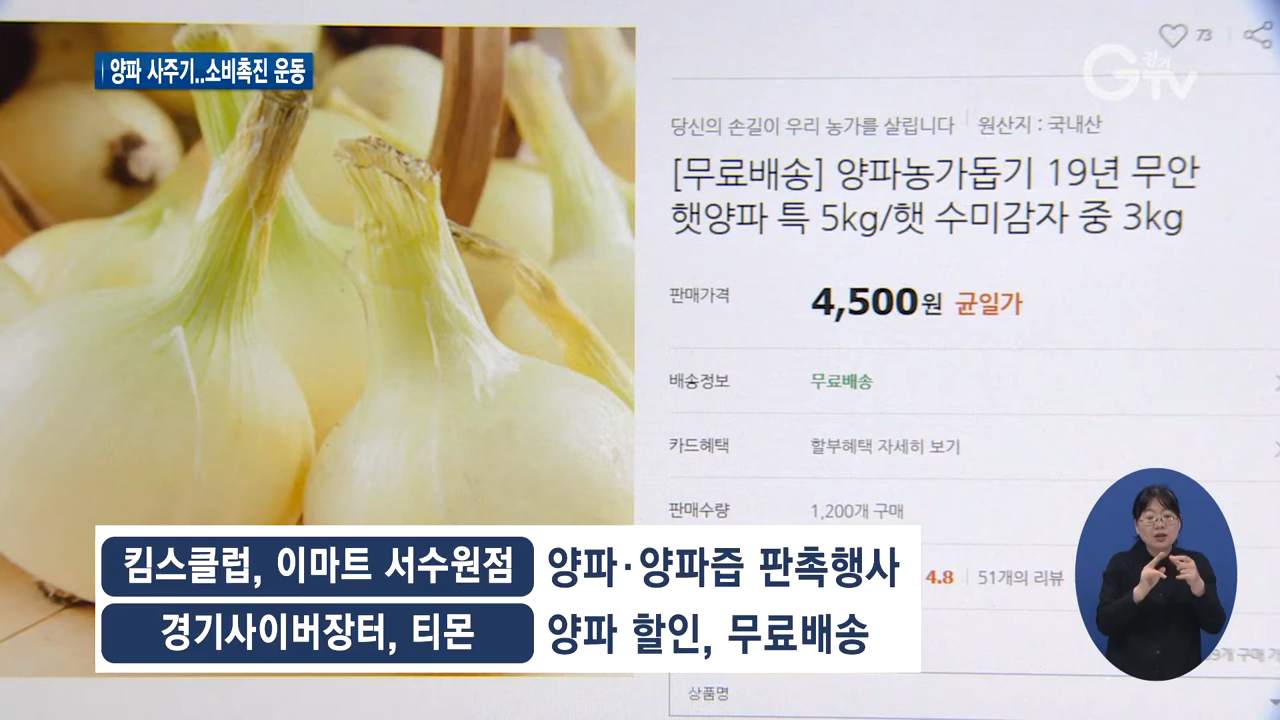 양파 사주기..소비촉진 운동
73
경기
GTV
당신의 손길이 우리 농가를 살립니다 | 원산지 : 국내산
[무료배송] 양파농가돕기 19년 무안
햇양파 특 5kg/햇 수미감자 중 3kg
판매가격 4,500원 균일가
배송정보 무료배송
카드혜택 할부혜택 자세히 보기
판매수량 1,200개 구매
4.8 | 51개의 리뷰
킴스클럽, 이마트 서수원점 양파·양파즙 판촉행사
경기사이버장터, 티몬 양파 할인, 무료배송
상품명